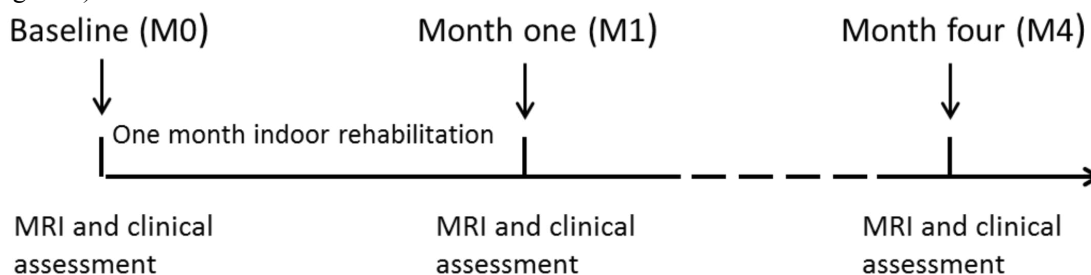 Baseline (M0)
Month one (M1)
Month four (M4)
One month indoor rehabilitation
MRI and clinical
assessment
MRI and clinical
assessment
MRI and clinical
assessment